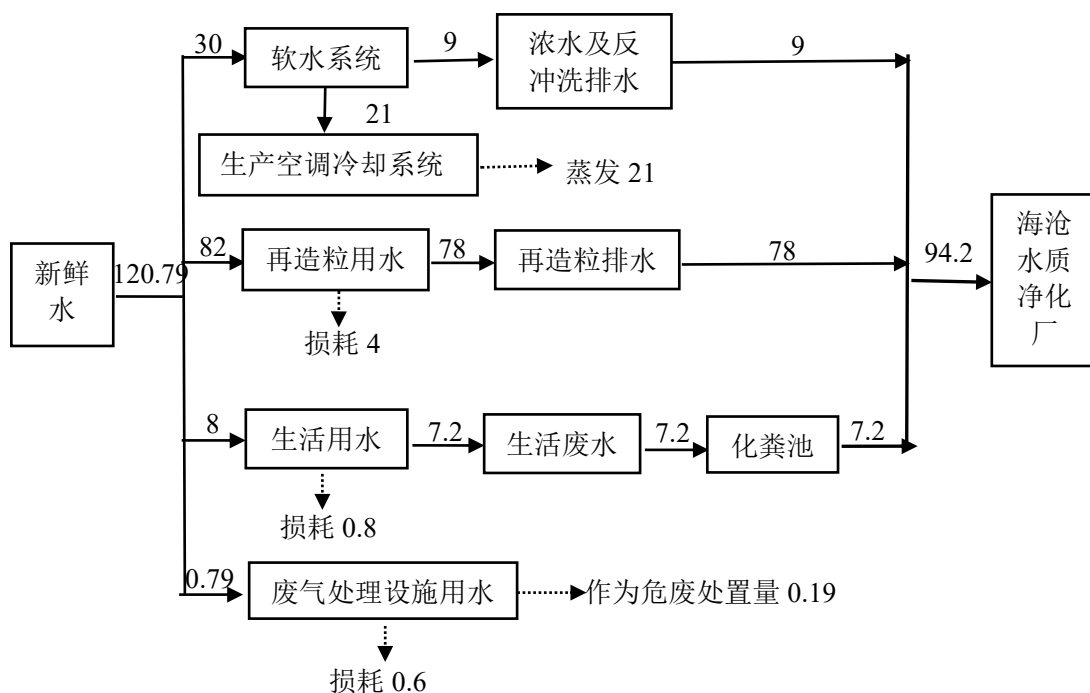 30
软水系统
9
浓水及反
冲洗排水
9
21
生产空调冷却系统
蒸发 21
新鲜
水
120.79
82
再造粒用水
78
再造粒排水
78
94.2
海沧
水质
净化
厂
损耗 4
8
生活用水
7.2
生活废水
7.2
化粪池
7.2
损耗 0.8
0.79
废气处理设施用水
作为危废处置量 0.19
损耗 0.6